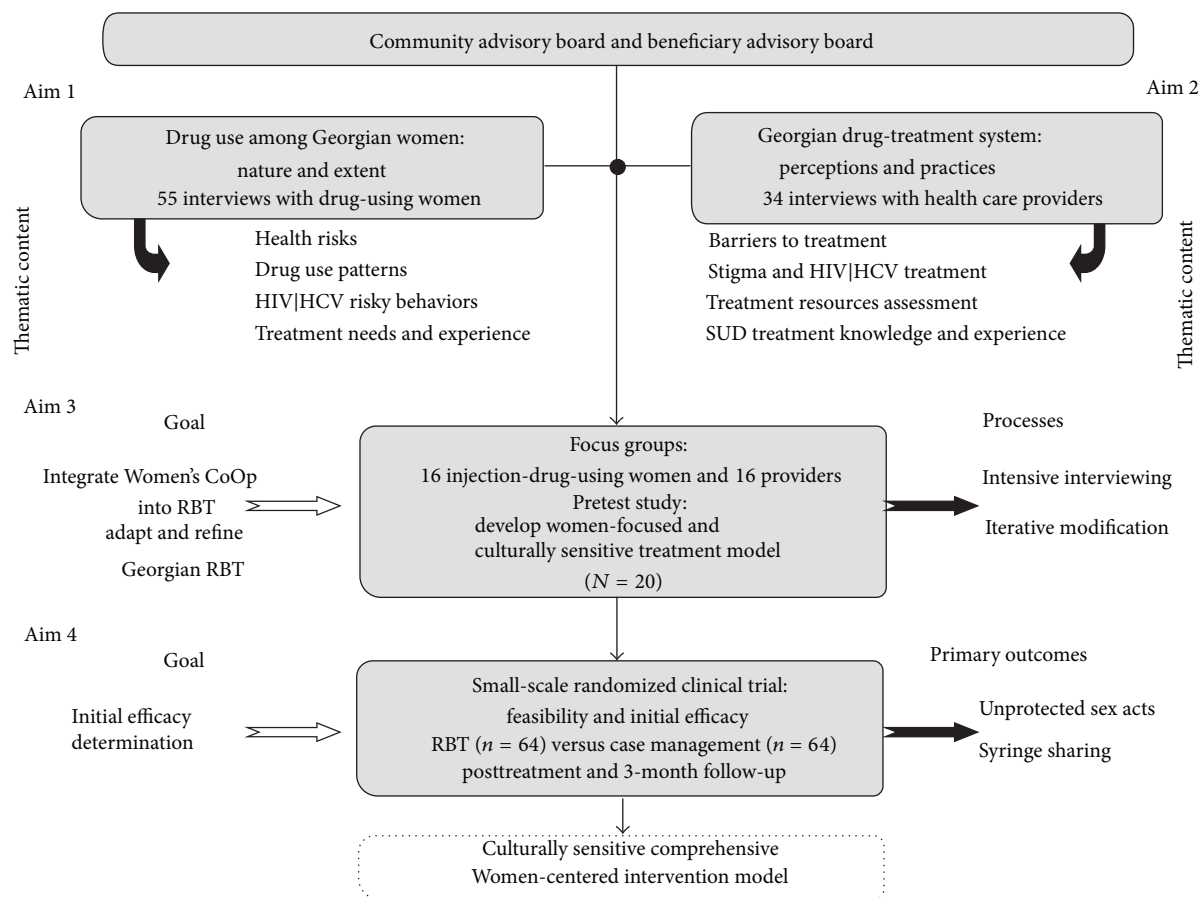 Community advisory board and beneficiary advisory board
Aim 1
Aim 2
Drug use among Georgian women:
nature and extent
55 interviews with drug-using women
Georgian drug-treatment system:
perceptions and practices
34 interviews with health care providers
Thematic content
Health risks
Drug use patterns
HIV|HCV risky behaviors
Treatment needs and experience
Barriers to treatment
Stigma and HIV|HCV treatment
Treatment resources assessment
SUD treatment knowledge and experience
Thematic content
Aim 3
Goal
Integrate Women's CoOp
into RBT
adapt and refine
Georgian RBT
Focus groups:
16 injection-drug-using women and 16 providers
Pretest study:
develop women-focused and
culturally sensitive treatment model
(N = 20)
Processes
Intensive interviewing
Iterative modification
Aim 4
Goal
Initial efficacy
determination
Small-scale randomized clinical trial:
feasibility and initial efficacy
RBT (n = 64) versus case management (n = 64)
posttreatment and 3-month follow-up
Primary outcomes
Unprotected sex acts
Syringe sharing
Culturally sensitive comprehensive
Women-centered intervention model